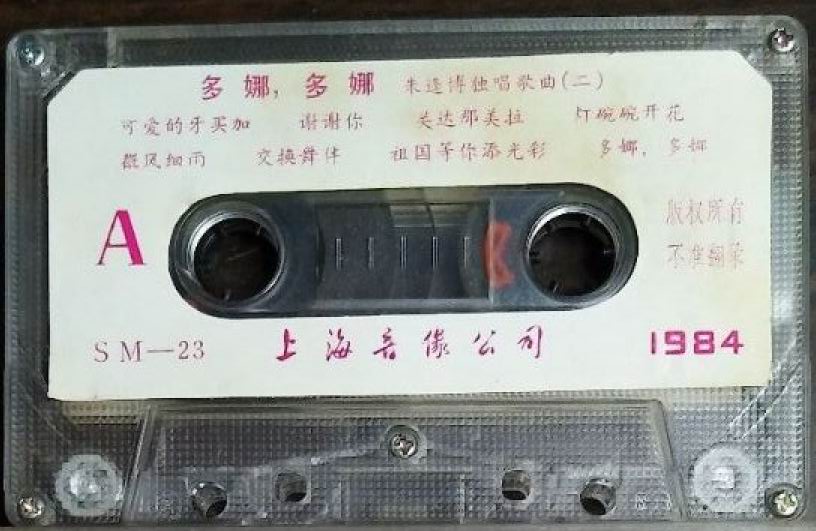 多娜，多娜 朱逢博独唱歌曲(二)
可爱的牙买加 谢谢你 关达那美拉 灯碗碗开花
微风细雨 交换舞伴 祖国等你添光彩 多娜，多娜
A
版权所有
不准翻录
SM—23 上海音像公司 1984